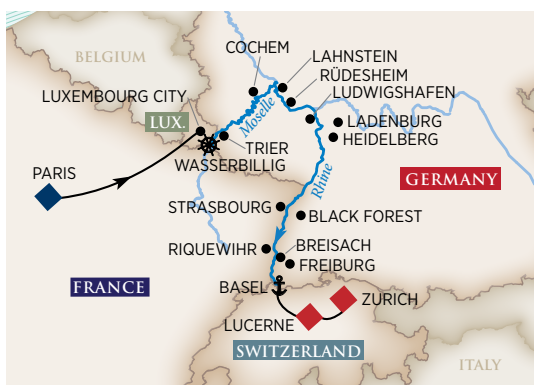 BELGIUM
COCHEM
LAHNSTEIN
RÜDESHEIM
LUDWIGSHAFEN
LUXEMBOURG CITY
LUX.
Moselle
LADENBURG
HEIDELBERG
TRIER
WASSERBILLIG
PARIS
Rhine
GERMANY
STRASBOURG
BLACK FOREST
RIQUEWIHR
BREISACH
FREIBURG
FRANCE
BASEL
ZURICH
LUCERNE
SWITZERLAND
ITALY